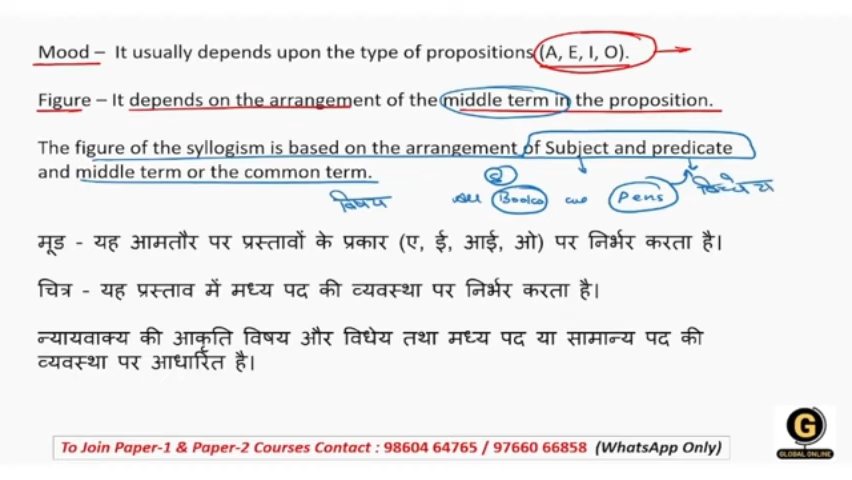 Mood – It usually depends upon the type of propositions (A, E, I, O).
Figure – It depends on the arrangement of the middle term in the proposition.
The figure of the syllogism is based on the arrangement of Subject and predicate
and middle term or the common term.
S
विषय All Books are Pens विधेय
मूड - यह आमतौर पर प्रस्तावों के प्रकार (ए, ई, आई, ओ) पर निर्भर करता है।
चित्र - यह प्रस्ताव में मध्य पद की व्यवस्था पर निर्भर करता है।
न्यायवाक्य की आकृति विषय और विधेय तथा मध्य पद या सामान्य पद की
व्यवस्था पर आधारित है।
To Join Paper-1 & Paper-2 Courses Contact : 98604 64765 / 97660 66858 (WhatsApp Only)
G
GLOBAL ONLINE